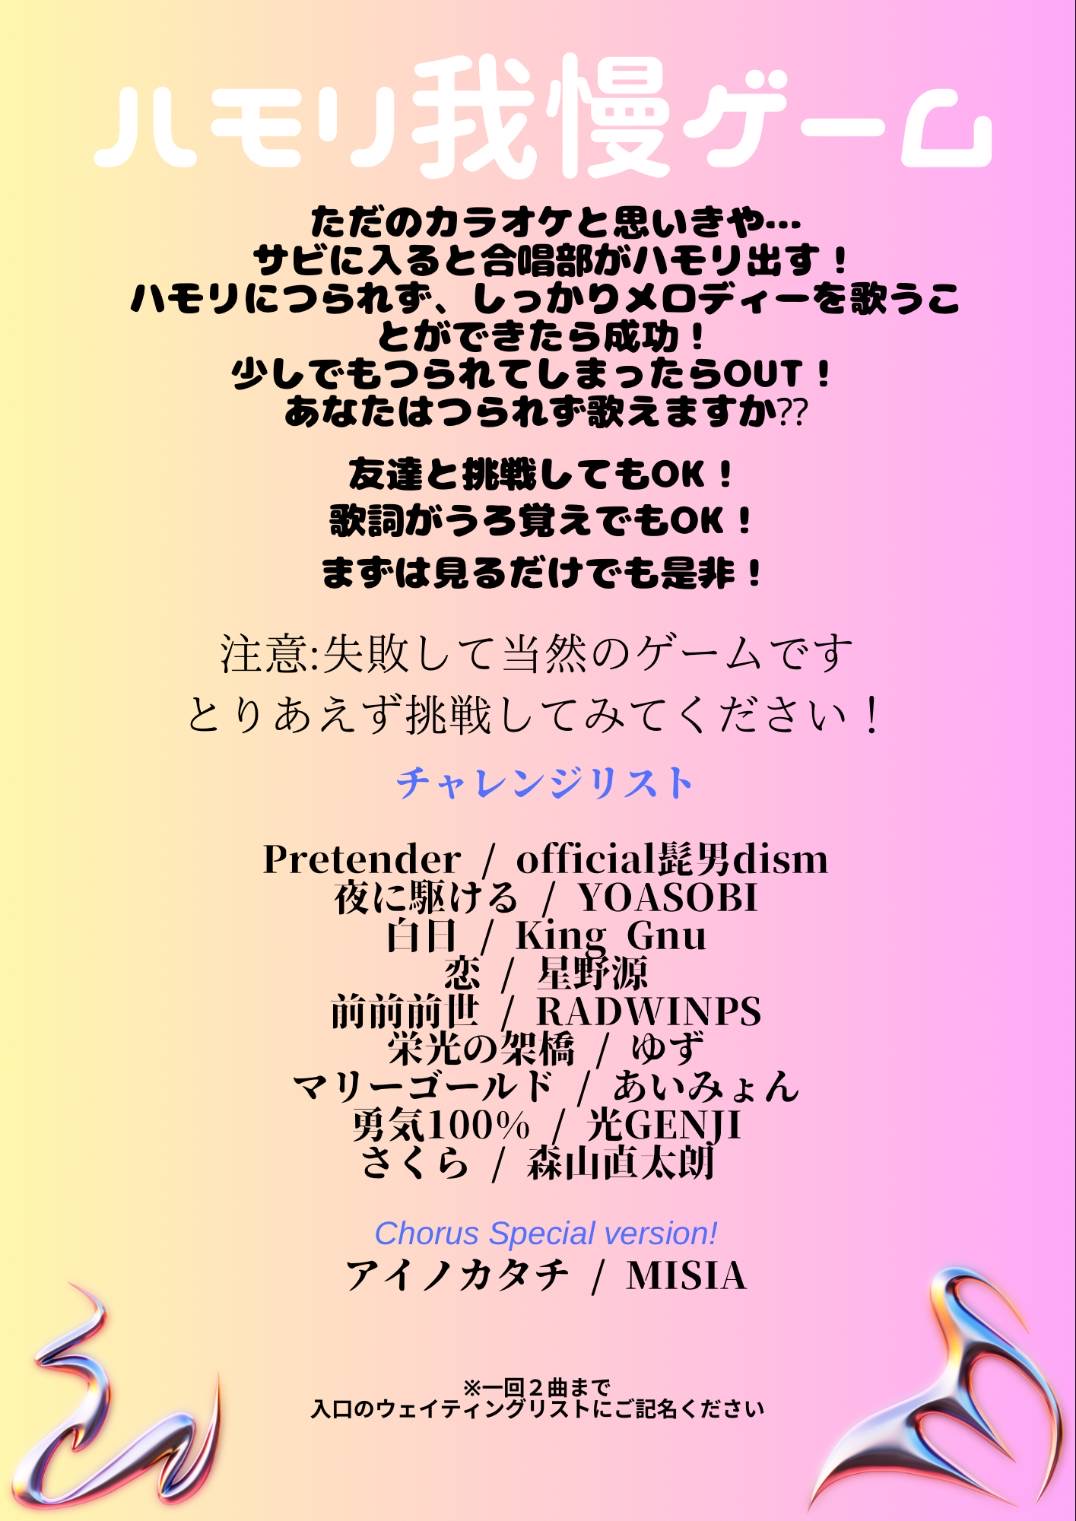 ハモリ我慢ゲーム
ただのカラオケと思いきや…
サビに入ると合唱部がハモリ出す！
ハモリにつられず、しっかりメロディーを歌うこ
とができたら成功！
少しでもつられてしまったらOUT！
あなたはつられず歌えますか??
友達と挑戦してもOK！
歌詞がうろ覚えでもOK！
まずは見るだけでも是非！
注意:失敗して当然のゲームです
とりあえず挑戦してみてください！
チャレンジリスト
Pretender / official髭男dism
夜に駆ける / YOASOBI
白日 / King Gnu
恋 / 星野源
前前前世 / RADWINPS
栄光の架橋 / ゆず
マリーゴールド / あいみょん
勇気100% / 光GENJI
さくら / 森山直太朗
Chorus Special version!
アイノカタチ / MISIA
※一回２曲まで
入口のウェイティングリストにご記名ください